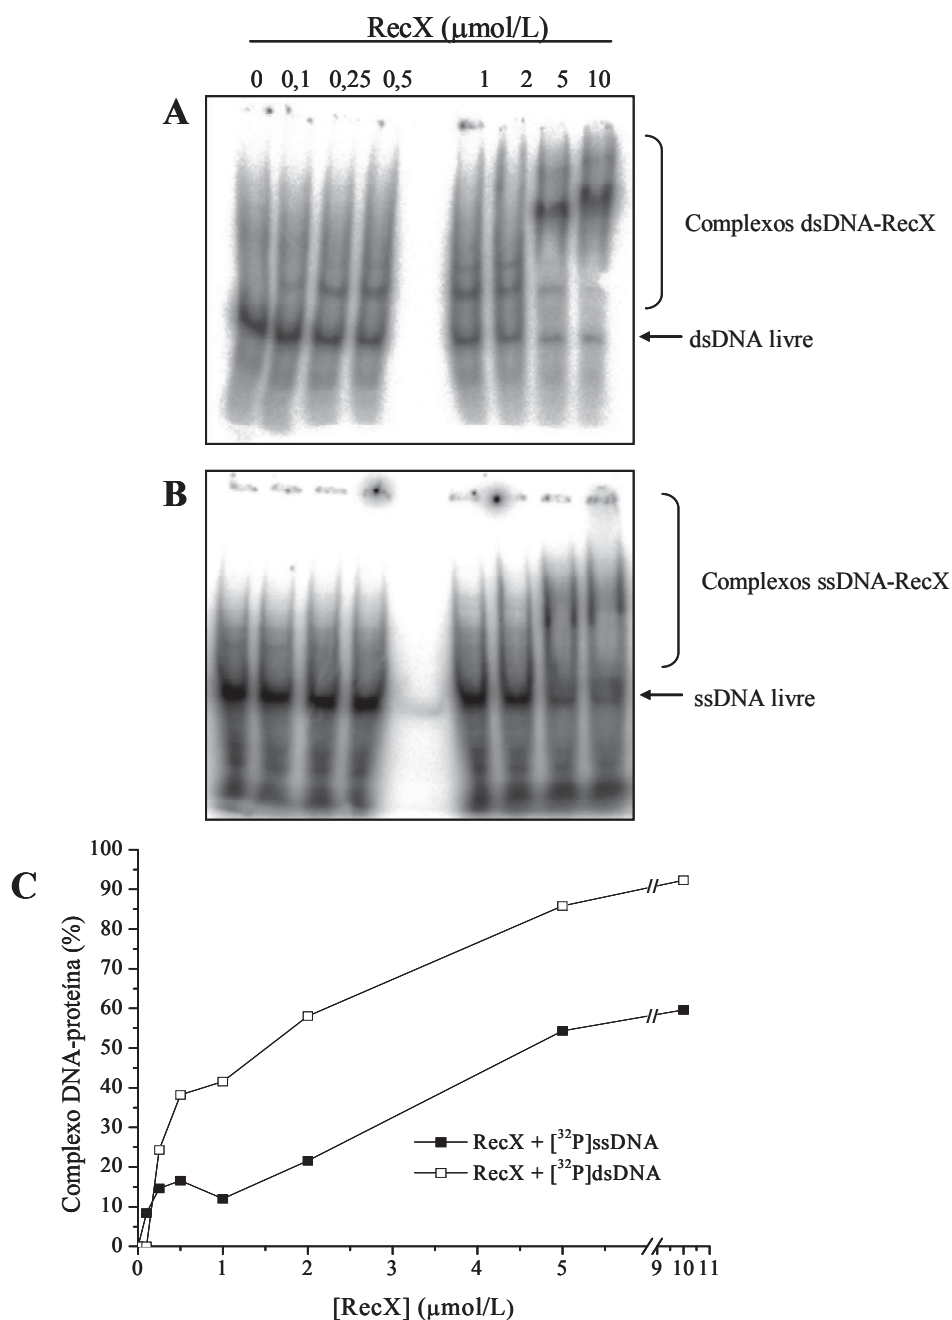 RecX (μmol/L)
0 0,1 0,25 0,5 1 2 5 10
A
Complexos dsDNA-RecX
dsDNA livre
B
Complexos ssDNA-RecX
ssDNA livre
C
Complexo DNA-proteína (%)
100
90
80
70
60
50
40
30
20
10
0
RecX + [³²P]ssDNA
RecX + [³²P]dsDNA
0 1 2 3 4 5 9 10 11
[RecX] (μmol/L)